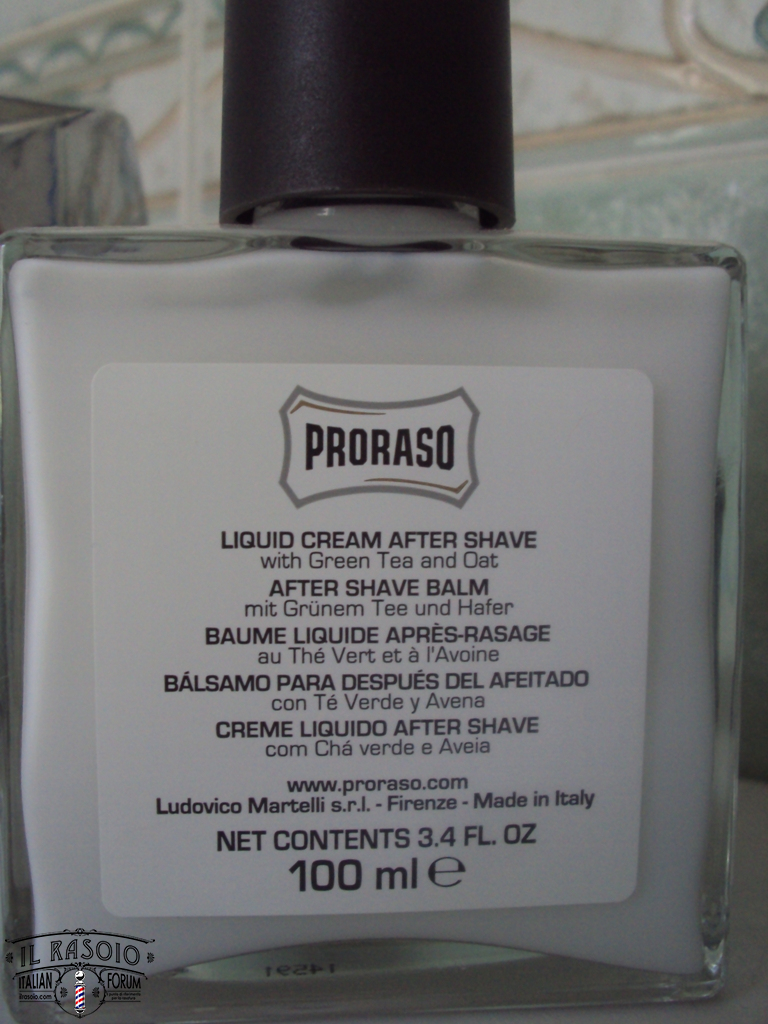 PRORASO
LIQUID CREAM AFTER SHAVE
with Green Tea and Oat
AFTER SHAVE BALM
mit Grünem Tee und Hafer
BAUME LIQUIDE APRÈS-RASAGE
au Thé Vert et à l'Avoine
BÁLSAMO PARA DESPUÉS DEL AFEITADO
con Té Verde y Avena
CREME LIQUIDO AFTER SHAVE
com Chá verde e Aveia
www.proraso.com
Ludovico Martelli s.r.l. - Firenze - Made in Italy
NET CONTENTS 3.4 FL. OZ
100 ml ℮
14591
IL RASOIO
ITALIAN FORUM
ilrasoio.com